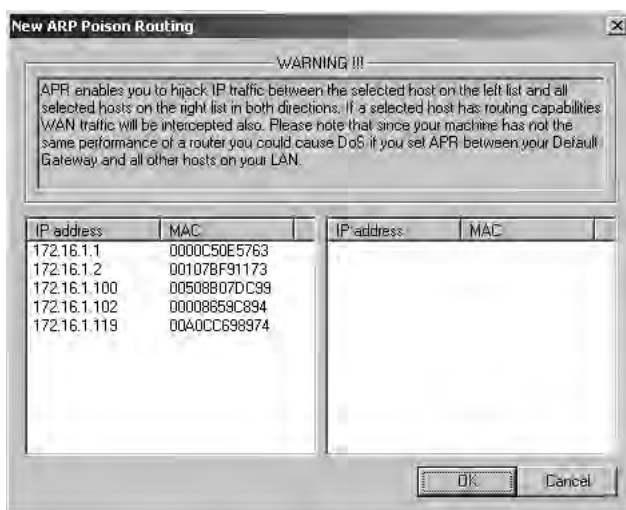 New ARP Poison Routing
WARNING !!!
APR enables you to hijack IP traffic between the selected host on the left list and all
selected hosts on the right list in both directions. If a selected host has routing capabilities
WAN traffic will be intercepted also. Please note that since your machine has not the
same performance of a router you could cause DoS if you set APR between your Default
Gateway and all other hosts on your LAN.
IP address MAC IP address MAC
172.16.1.1 0000C50E5763
172.16.1.2 00107BF91173
172.16.1.100 00508B07DC99
172.16.1.102 00008659C894
172.16.1.119 00A0CC698974
OK Cancel